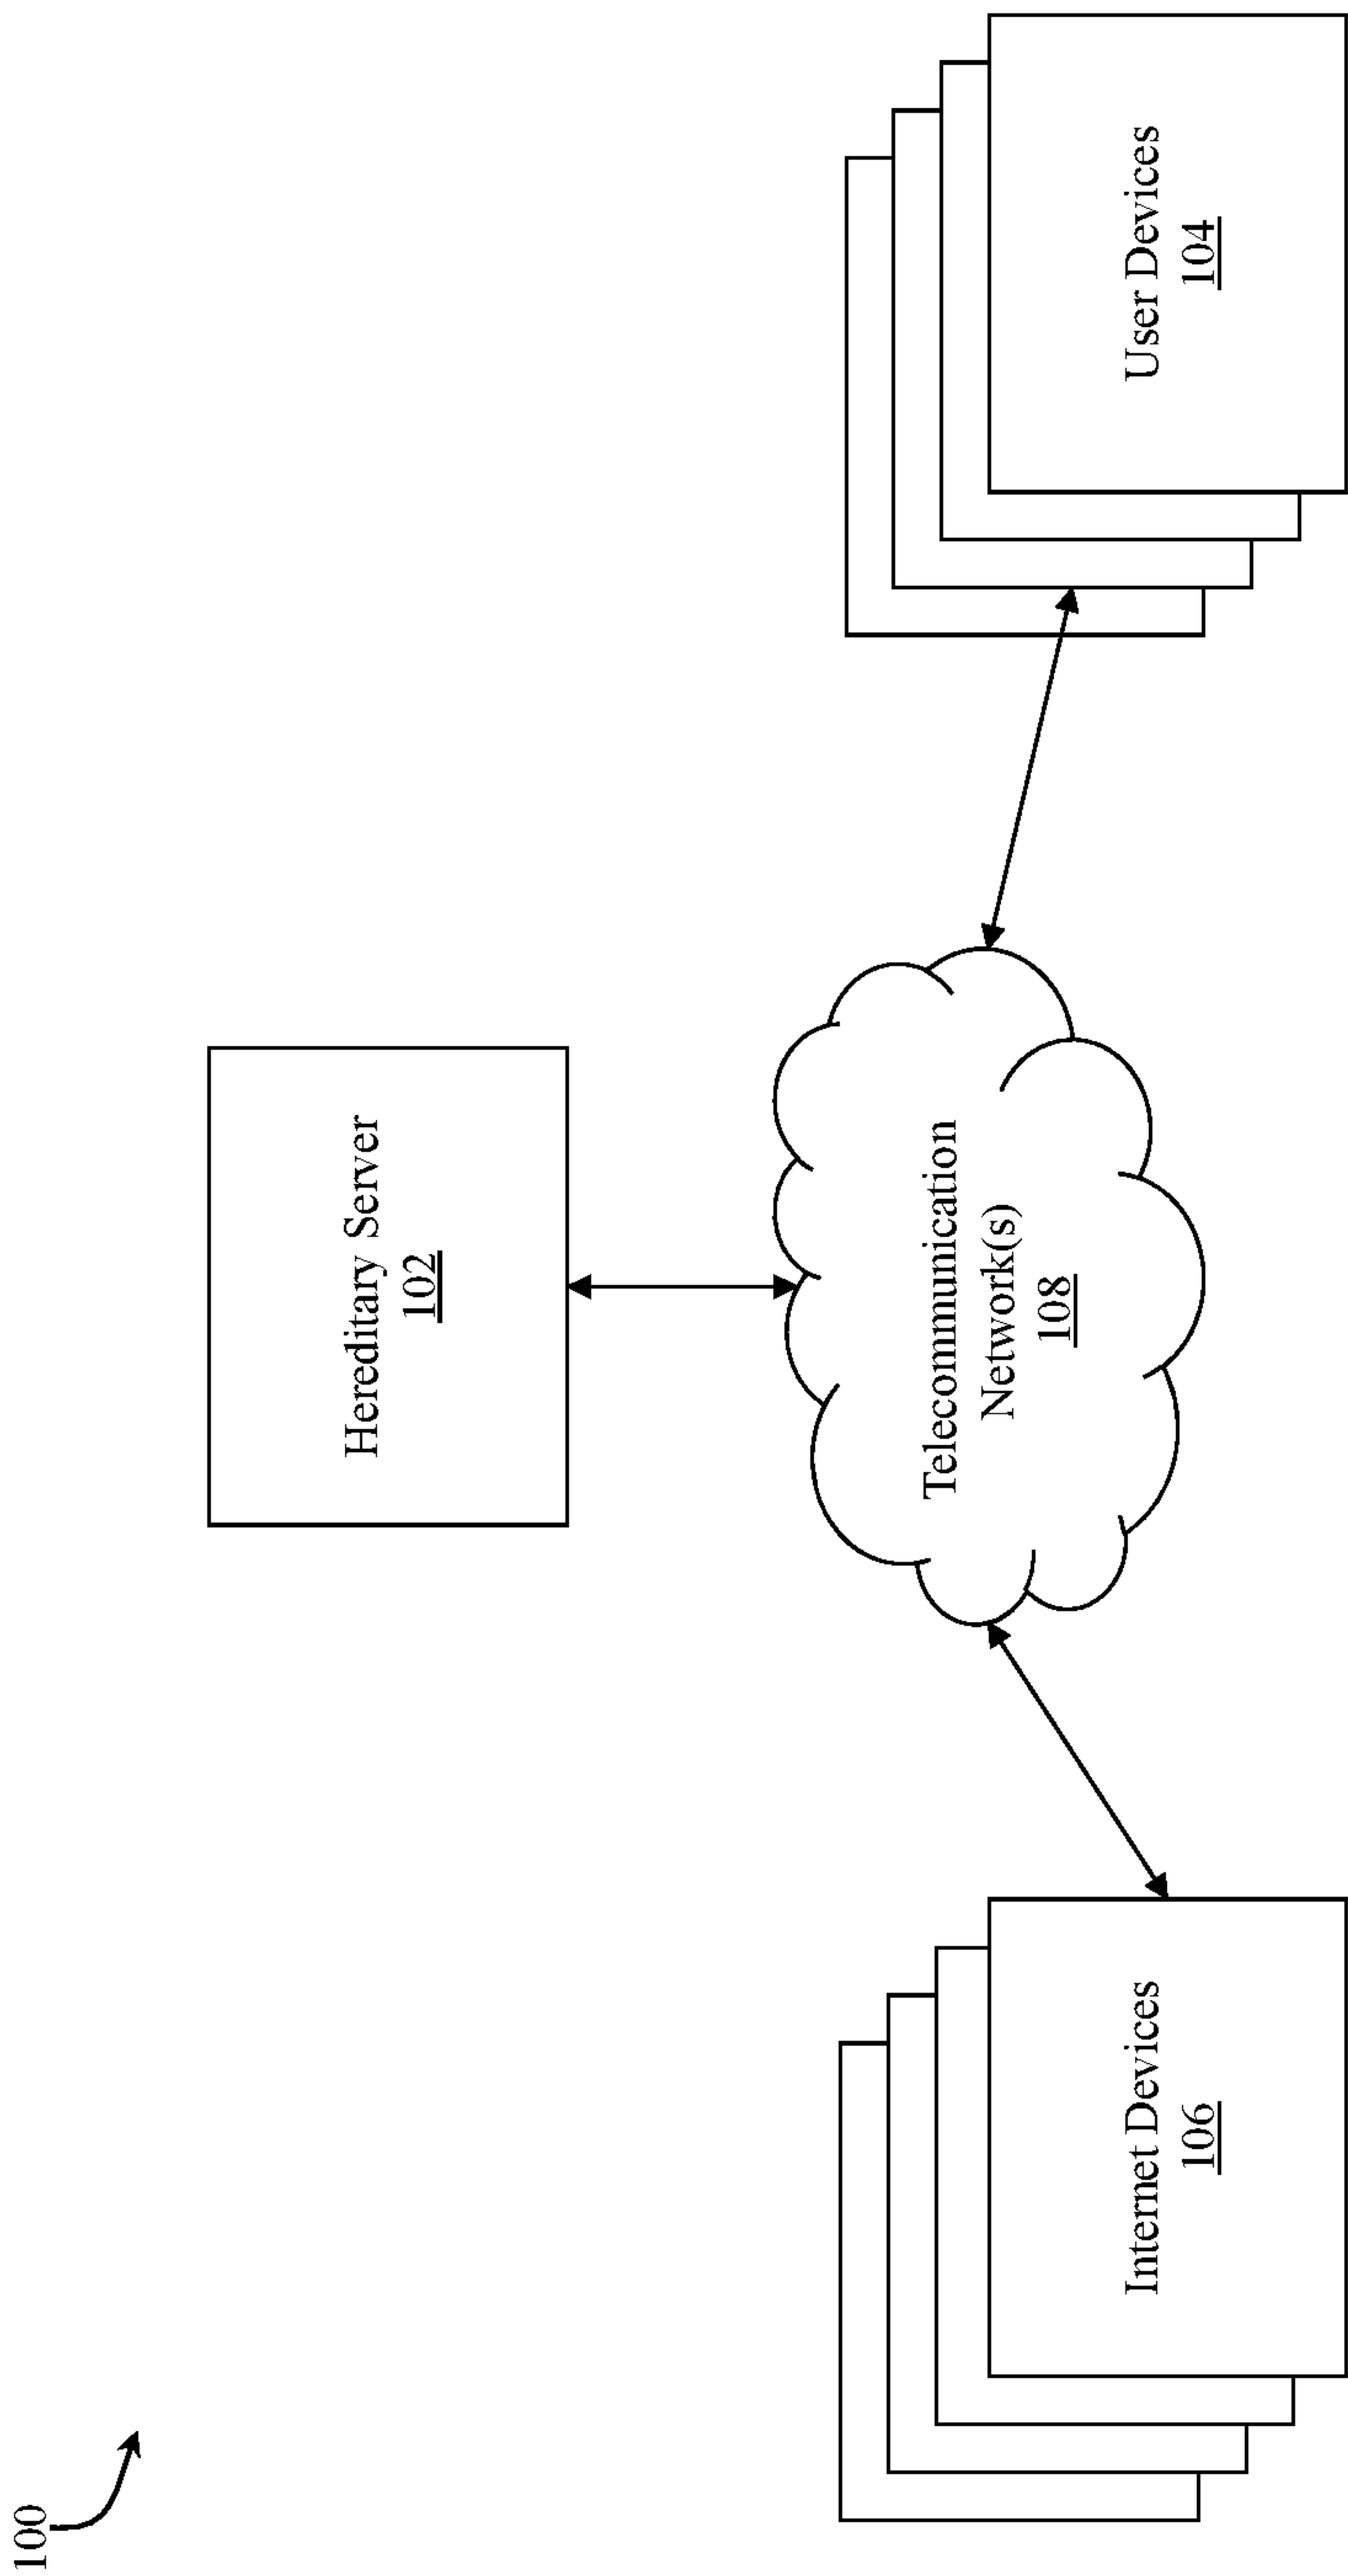 100
Hereditary Server
102
Telecommunication
Network(s)
108
Internet Devices
106
User Devices
104